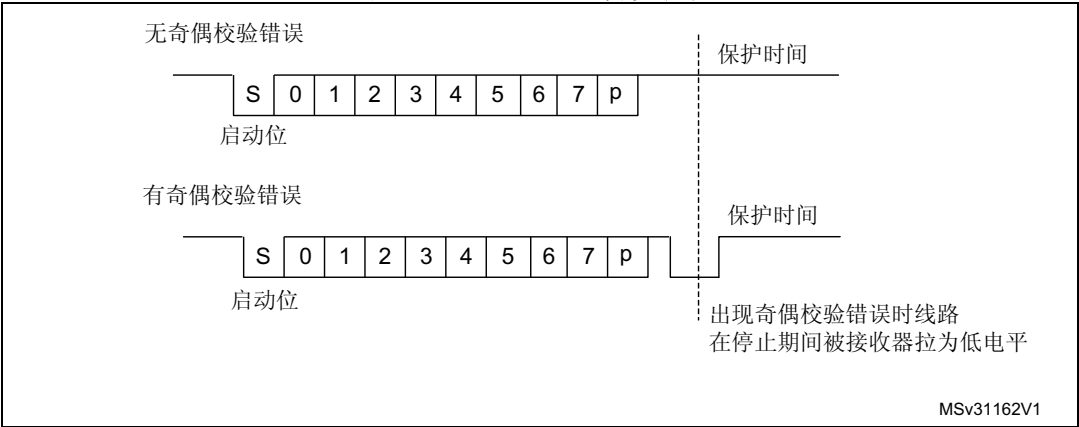 无奇偶校验错误
保护时间
S 0 1 2 3 4 5 6 7 p
启动位
有奇偶校验错误
保护时间
S 0 1 2 3 4 5 6 7 p
启动位
出现奇偶校验错误时线路
在停止期间被接收器拉为低电平
MSv31162V1